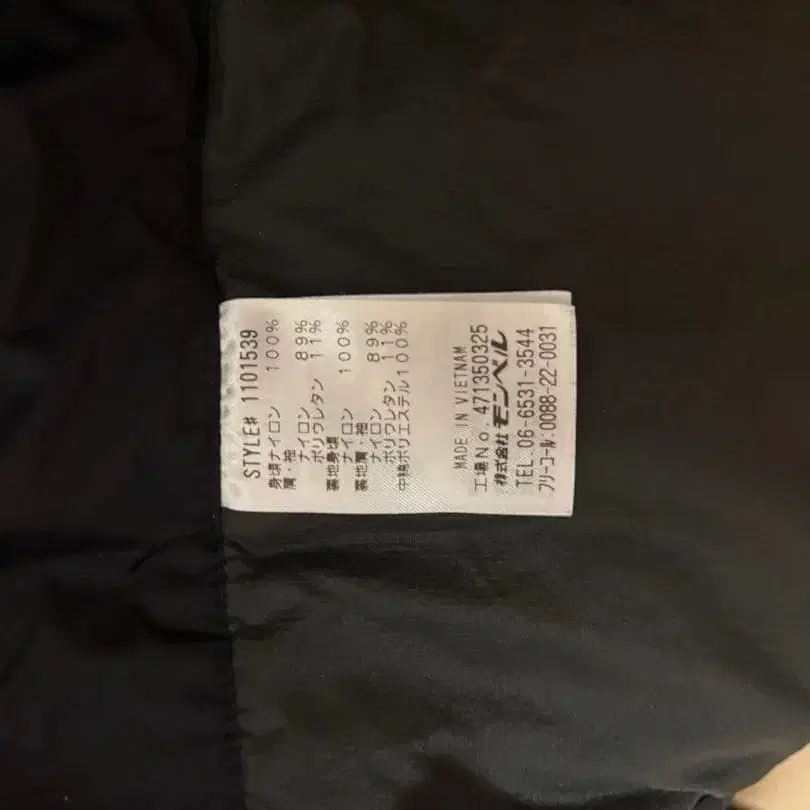 STYLE# 1101539
身頃ナイロン 100%
肩・袖
ナイロン 89%
ポリウレタン 11%
裏地身頃
ナイロン 100%
裏地肩・袖
ナイロン 89%
ポリウレタン 11%
中綿ポリエステル100%
MADE IN VIETNAM
工場No.471350325
株式会社 モンベル
TEL.06-6531-3544
フリーコール:0088-22-0031